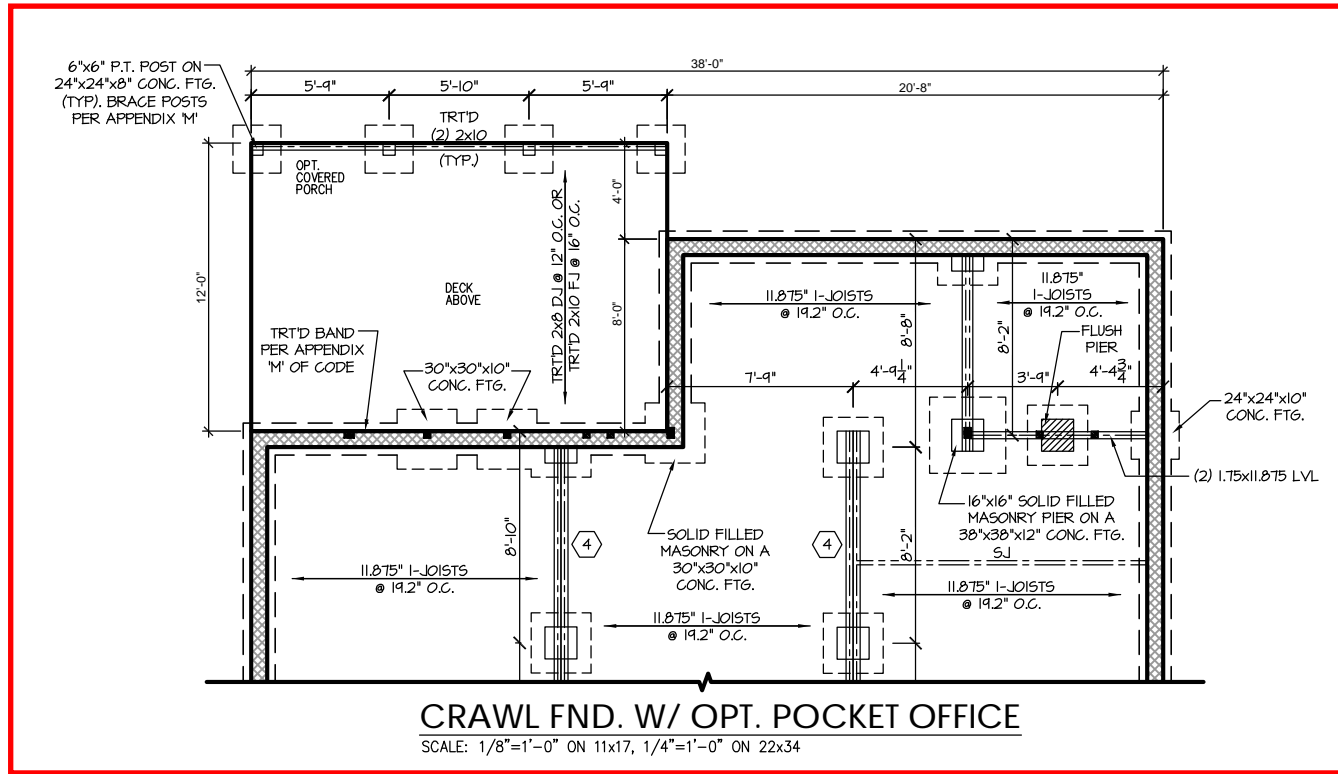 6"x6" P.T. POST ON
24"x24"x8" CONC. FTG.
(TYP). BRACE POSTS
PER APPENDIX 'M'
38'-0"
5'-9"
5'-10"
5'-9"
20'-8"
TRT'D
(2) 2x10
(TYP.)
OPT.
COVERED
PORCH
4'-0"
12'-0"
DECK
ABOVE
TRT'D 2x8 DJ @ 12" O.C. OR
TRT'D 2x10 FJ @ 16" O.C.
8'-0"
TRT'D BAND
PER APPENDIX
'M' OF CODE
30"x30"x10"
CONC. FTG.
11.875" I-JOISTS
@ 19.2" O.C.
8'-8"
8'-2"
11.875"
I-JOISTS
@ 19.2" O.C.
FLUSH
PIER
7'-9"
4'-9 1/4"
3'-9"
4'-4 3/4"
24"x24"x10"
CONC. FTG.
(2) 1.75x11.875 LVL
16"x16" SOLID FILLED
MASONRY PIER ON A
38"x38"x12" CONC. FTG.
SJ
8'-10"
4
SOLID FILLED
MASONRY ON A
30"x30"x10"
CONC. FTG.
4
8'-2"
11.875" I-JOISTS
@ 19.2" O.C.
11.875" I-JOISTS
@ 19.2" O.C.
11.875" I-JOISTS
@ 19.2" O.C.
CRAWL FND. W/ OPT. POCKET OFFICE
SCALE: 1/8"=1'-0" ON 11x17, 1/4"=1'-0" ON 22x34